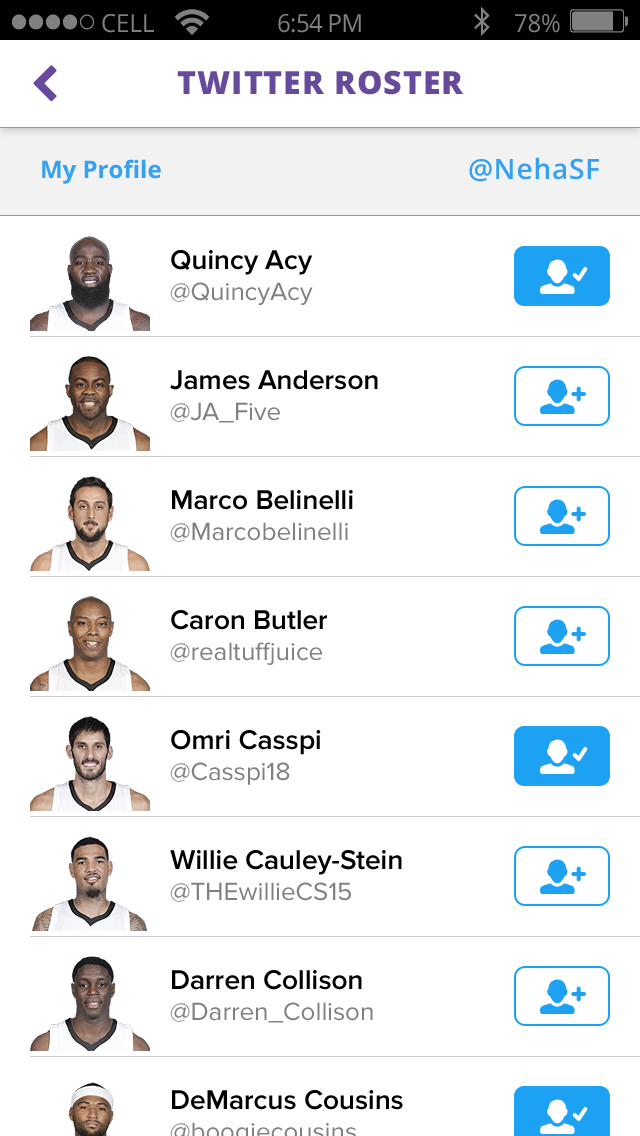 CELL 6:54 PM 78%
TWITTER ROSTER
My Profile @NehaSF
Quincy Acy
@QuincyAcy
James Anderson
@JA_Five
Marco Belinelli
@Marcobelinelli
Caron Butler
@realtuffjuice
Omri Casspi
@Casspi18
Willie Cauley-Stein
@THEwillieCS15
Darren Collison
@Darren_Collison
DeMarcus Cousins
@boogiecousins